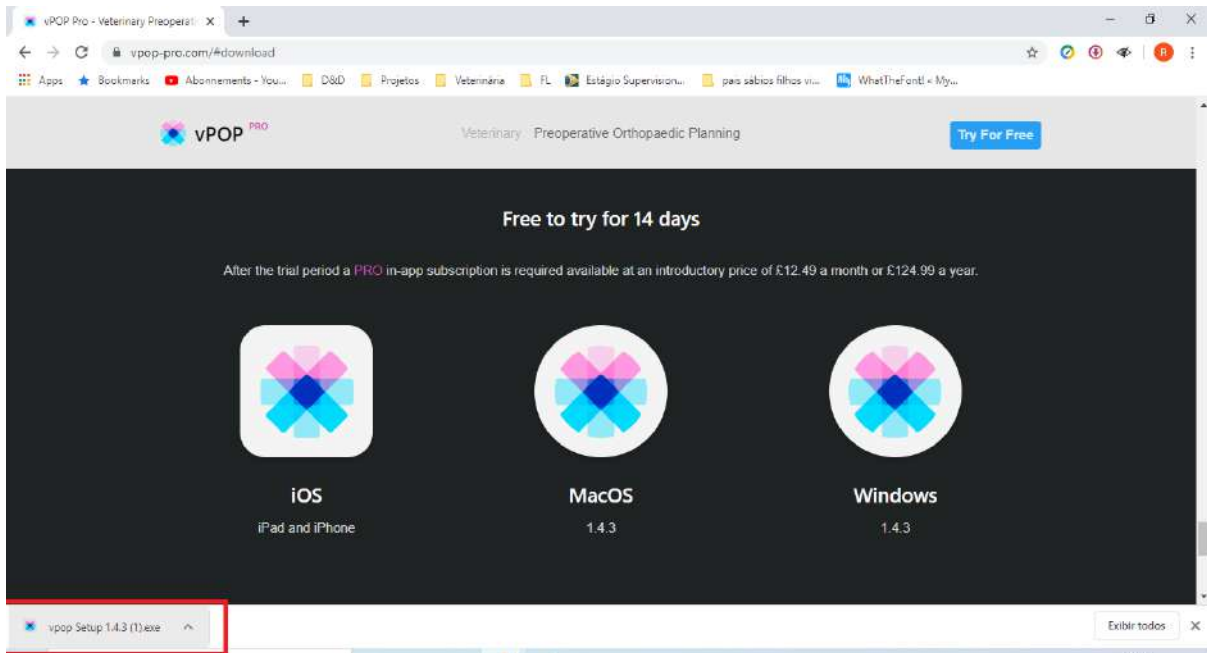 vPOP Pro - Veterinary Preoperat
vpop-pro.com/#download
Apps Bookmarks Abonnements - You... D&D Projetos Veterinária FL Estágio Supervision... pais sábios filhos vi... WhatTheFont! « My...
vPOP PRO Veterinary Preoperative Orthopaedic Planning Try For Free
Free to try for 14 days
After the trial period a PRO in-app subscription is required available at an introductory price of £12.49 a month or £124.99 a year.
iOS MacOS Windows
iPad and iPhone 1.4.3 1.4.3
vpop Setup 1.4.3 (1).exe Exibir todos